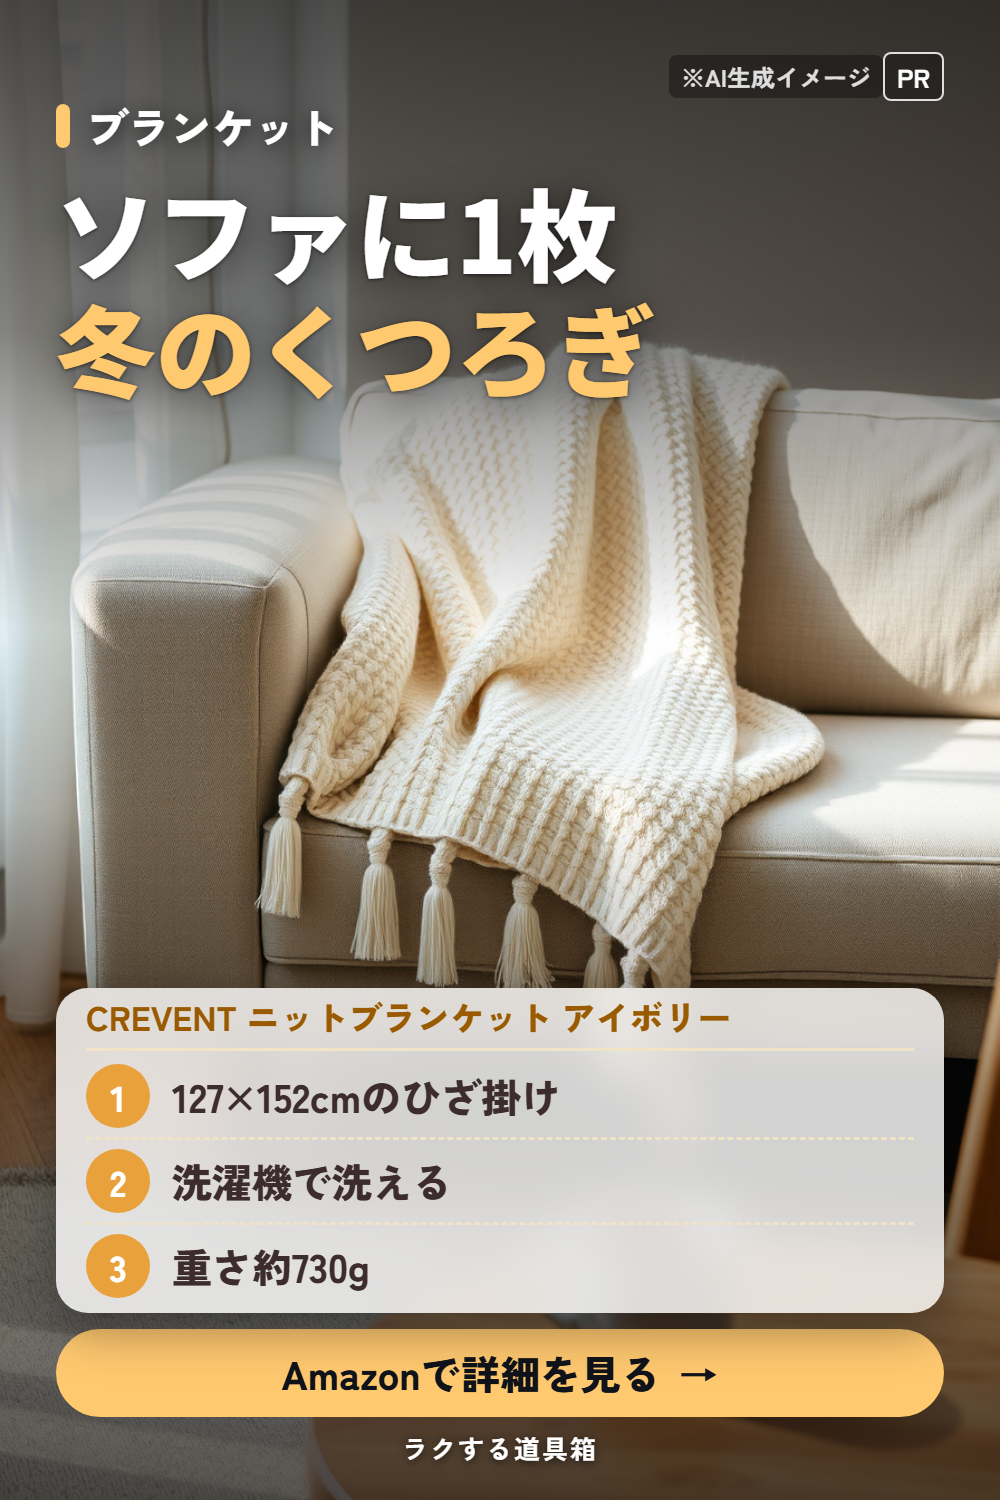 ※AI生成イメージ PR
ブランケット
ソファに1枚
冬のくつろぎ
CREVENT ニットブランケット アイボリー
1 127×152cmのひざ掛け
2 洗濯機で洗える
3 重さ約730g
Amazonで詳細を見る →
ラクする道具箱